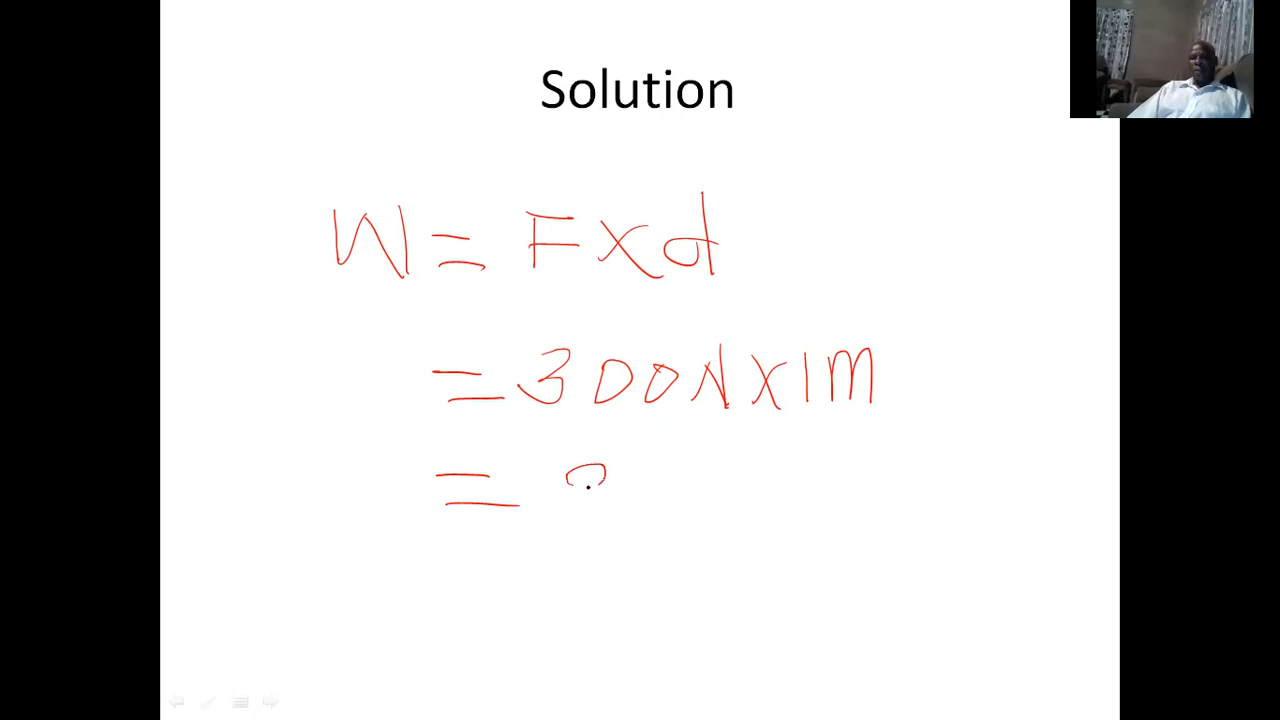 Solution
W = F x d
= 300N x 1m
=